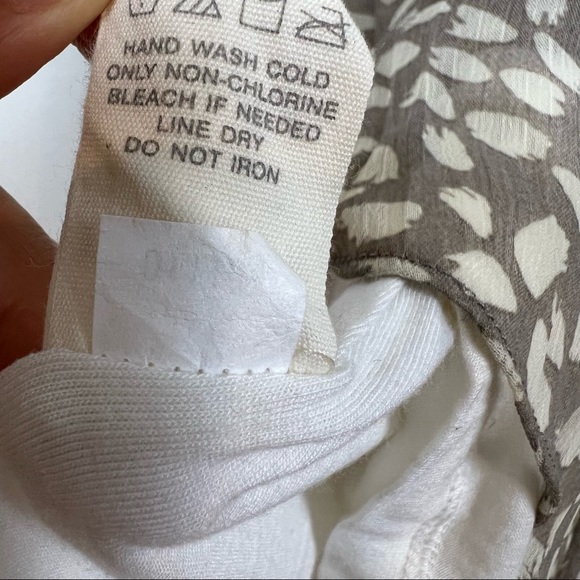 HAND WASH COLD
ONLY NON-CHLORINE
BLEACH IF NEEDED
LINE DRY
DO NOT IRON